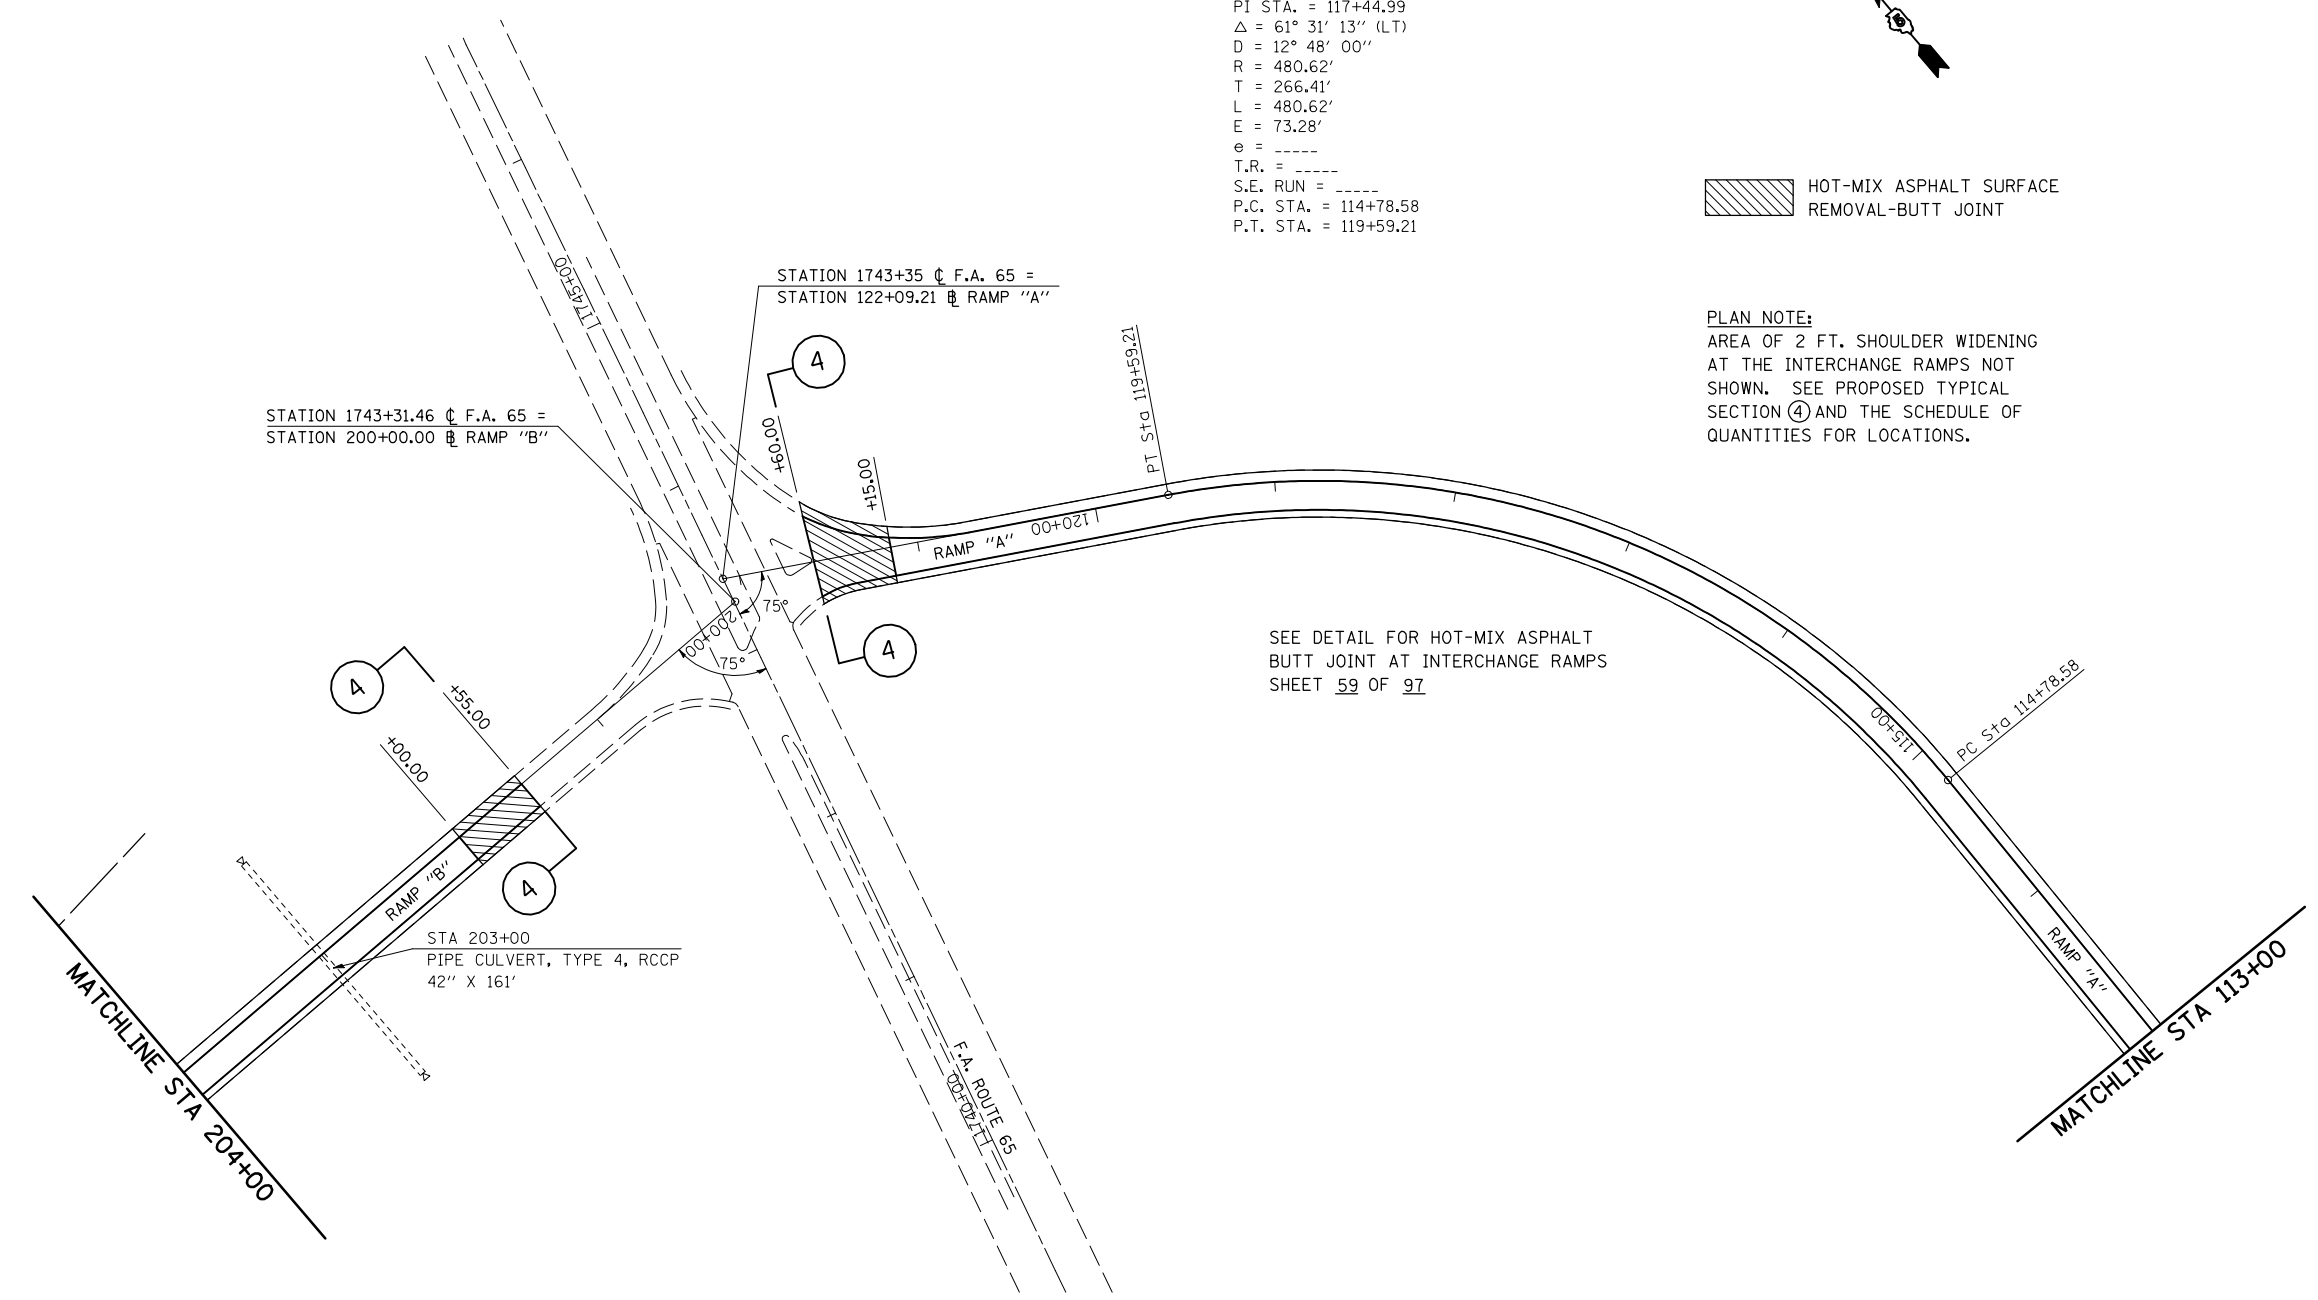 PI STA. = 117+44.99
△ = 61° 31' 13" (LT)
D = 12° 48' 00"
R = 480.62'
T = 266.41'
L = 480.62'
E = 73.28'
e = _____
T.R. = _____
S.E. RUN = _____
P.C. STA. = 114+78.58
P.T. STA. = 119+59.21
5
HOT-MIX ASPHALT SURFACE
REMOVAL-BUTT JOINT
PLAN NOTE:
AREA OF 2 FT. SHOULDER WIDENING
AT THE INTERCHANGE RAMPS NOT
SHOWN. SEE PROPOSED TYPICAL
SECTION 4 AND THE SCHEDULE OF
QUANTITIES FOR LOCATIONS.
STATION 1743+35 ℄ F.A. 65 =
STATION 122+09.21 B RAMP "A"
STATION 1743+31.46 ℄ F.A. 65 =
STATION 200+00.00 B RAMP "B"
1745+00
4
+60.00
+15.00
PT Sta 119+59.21
120+00
RAMP "A"
75°
200+00
75°
4
4
+55.00
+00.00
SEE DETAIL FOR HOT-MIX ASPHALT
BUTT JOINT AT INTERCHANGE RAMPS
SHEET 59 OF 97
115+00
PC Sta 114+78.58
RAMP "B"
4
STA 203+00
PIPE CULVERT, TYPE 4, RCCP
42" X 161'
MATCHLINE STA 204+00
F.A. ROUTE 65
1740+00
RAMP "A"
MATCHLINE STA 113+00